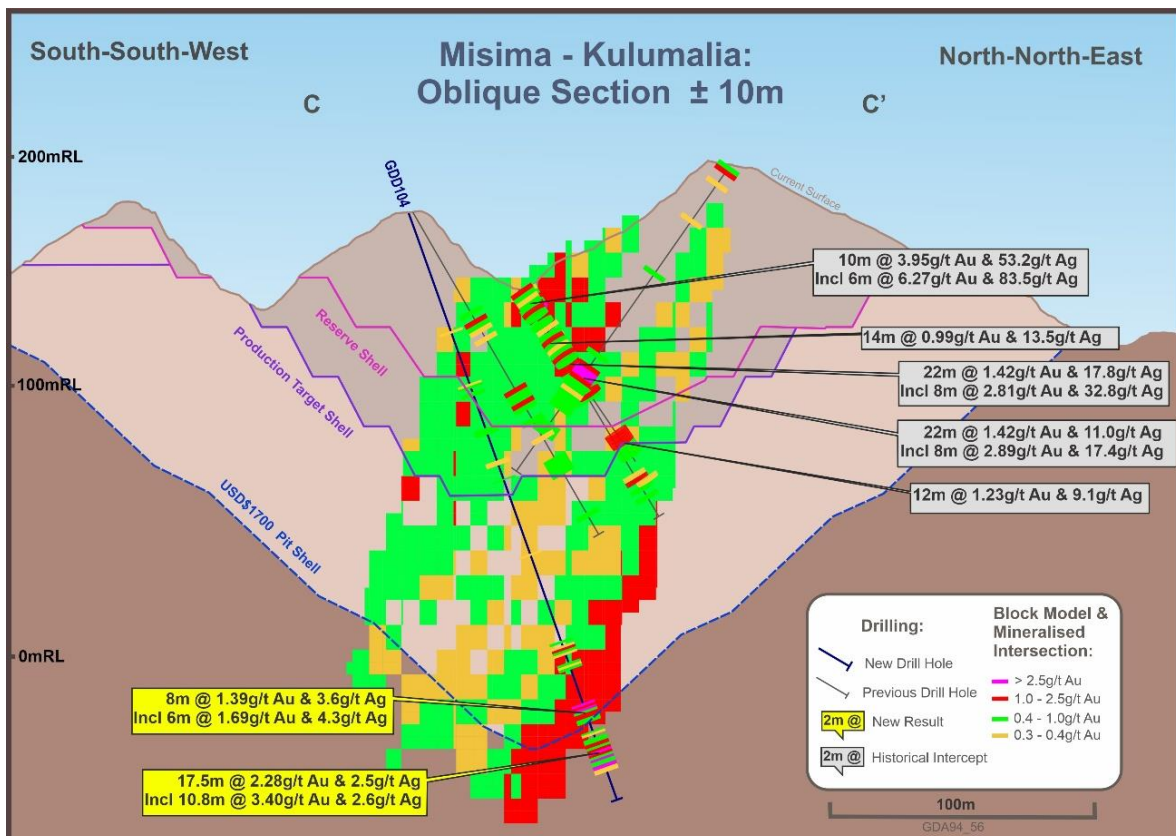 South-South-West
Misima - Kulumalia:
Oblique Section ± 10m
North-North-East
C
C'
200mRL
100mRL
0mRL
GDD104
Current Surface
Reserve Shell
Production Target Shell
USD$1700 Pit Shell
10m @ 3.95g/t Au & 53.2g/t Ag
Incl 6m @ 6.27g/t Au & 83.5g/t Ag
14m @ 0.99g/t Au & 13.5g/t Ag
22m @ 1.42g/t Au & 17.8g/t Ag
Incl 8m @ 2.81g/t Au & 32.8g/t Ag
22m @ 1.42g/t Au & 11.0g/t Ag
Incl 8m @ 2.89g/t Au & 17.4g/t Ag
12m @ 1.23g/t Au & 9.1g/t Ag
8m @ 1.39g/t Au & 3.6g/t Ag
Incl 6m @ 1.69g/t Au & 4.3g/t Ag
17.5m @ 2.28g/t Au & 2.5g/t Ag
Incl 10.8m @ 3.40g/t Au & 2.6g/t Ag
Drilling:
New Drill Hole
Previous Drill Hole
2m @ New Result
2m @ Historical Intercept
Block Model &
Mineralised
Intersection:
> 2.5g/t Au
1.0 - 2.5g/t Au
0.4 - 1.0g/t Au
0.3 - 0.4g/t Au
100m
GDA94_56